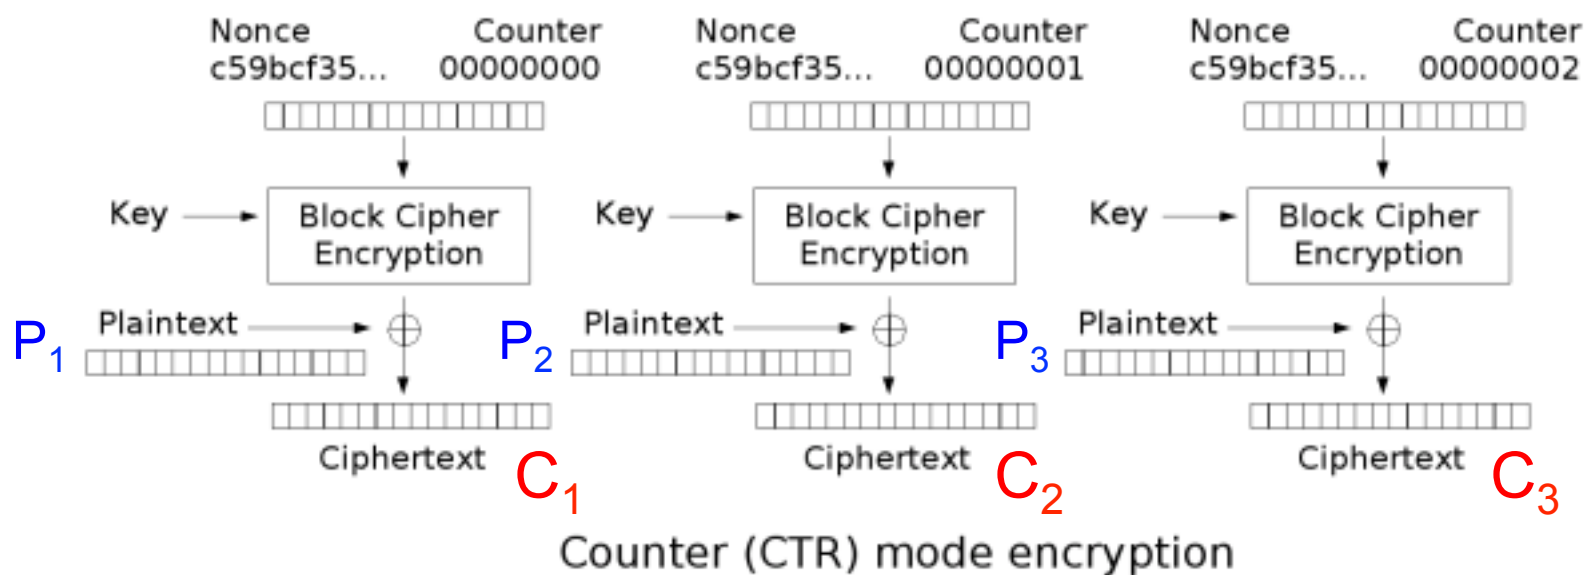 Nonce Counter Nonce Counter Nonce Counter
c59bcf35... 00000000 c59bcf35... 00000001 c59bcf35... 00000002
Key Block Cipher Encryption Key Block Cipher Encryption Key Block Cipher Encryption
P1 Plaintext P2 Plaintext P3 Plaintext
Ciphertext C1 Ciphertext C2 Ciphertext C3
Counter (CTR) mode encryption